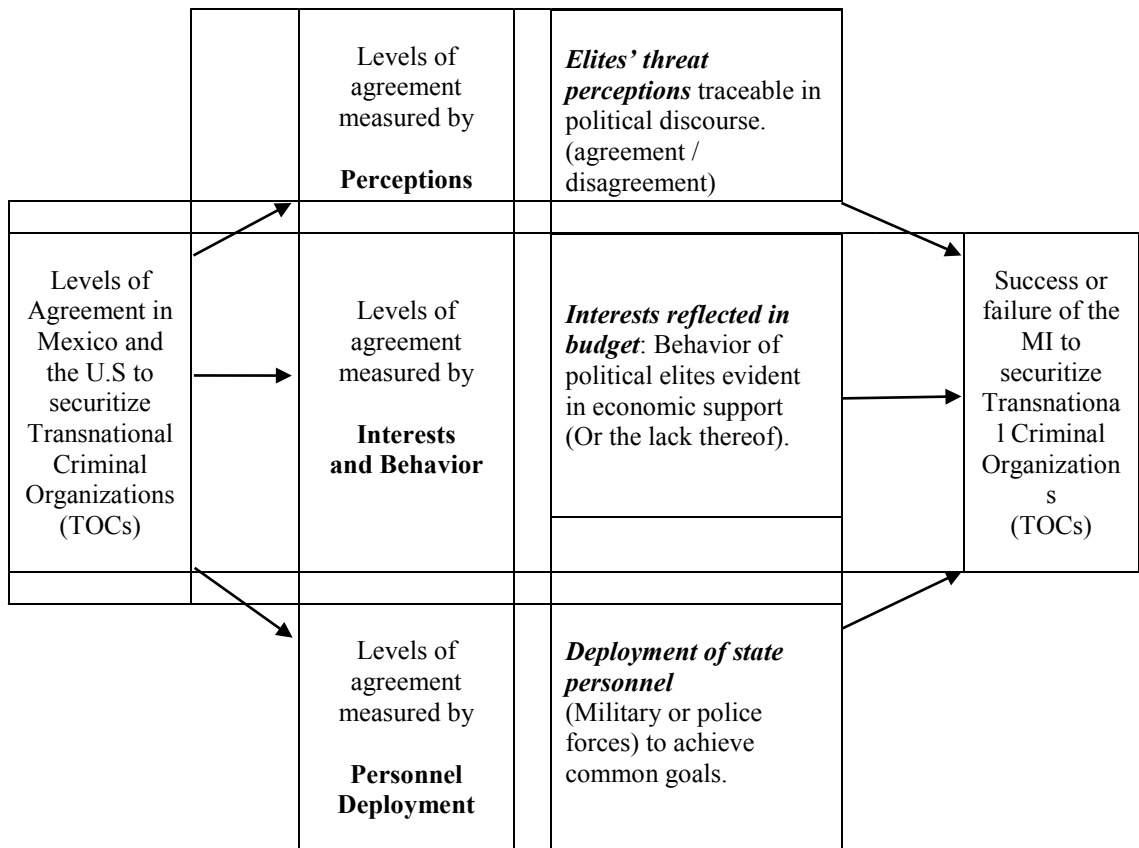 Levels of
Agreement in
Mexico and
the U.S to
securitize
Transnational
Criminal
Organizations
(TOCs)
Levels of
agreement
measured by
Perceptions
Elites’ threat
perceptions traceable in
political discourse.
(agreement /
disagreement)
Levels of
agreement
measured by
Interests
and Behavior
Interests reflected in
budget: Behavior of
political elites evident
in economic support
(Or the lack thereof).
Levels of
agreement
measured by
Personnel
Deployment
Deployment of state
personnel
(Military or police
forces) to achieve
common goals.
Success or
failure of the
MI to
securitize
Transnationa
l Criminal
Organization
s
(TOCs)